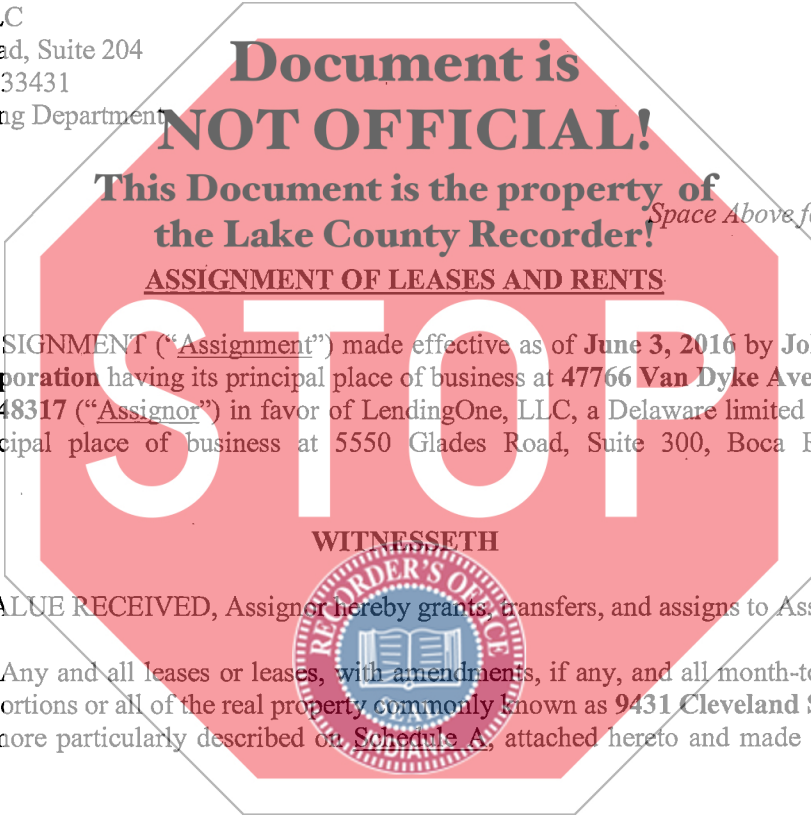 LC
ad, Suite 204
33431
ng Department
Document is
NOT OFFICIAL!
This Document is the property of
the Lake County Recorder!
Space Above f
ASSIGNMENT OF LEASES AND RENTS
STOP
SIGNMENT (“Assignment”) made effective as of June 3, 2016 by Jo
poration having its principal place of business at 47766 Van Dyke Ave
48317 (“Assignor”) in favor of LendingOne, LLC, a Delaware limited
cipal place of business at 5550 Glades Road, Suite 300, Boca R
WITNESSETH
ALUE RECEIVED, Assignor hereby grants, transfers, and assigns to Ass
RECORDER'S OFFICE
SEAL
INDIANA
Any and all leases or leases, with amendments, if any, and all month-t
ortions or all of the real property commonly known as 9431 Cleveland S
more particularly described on Schedule A, attached hereto and made